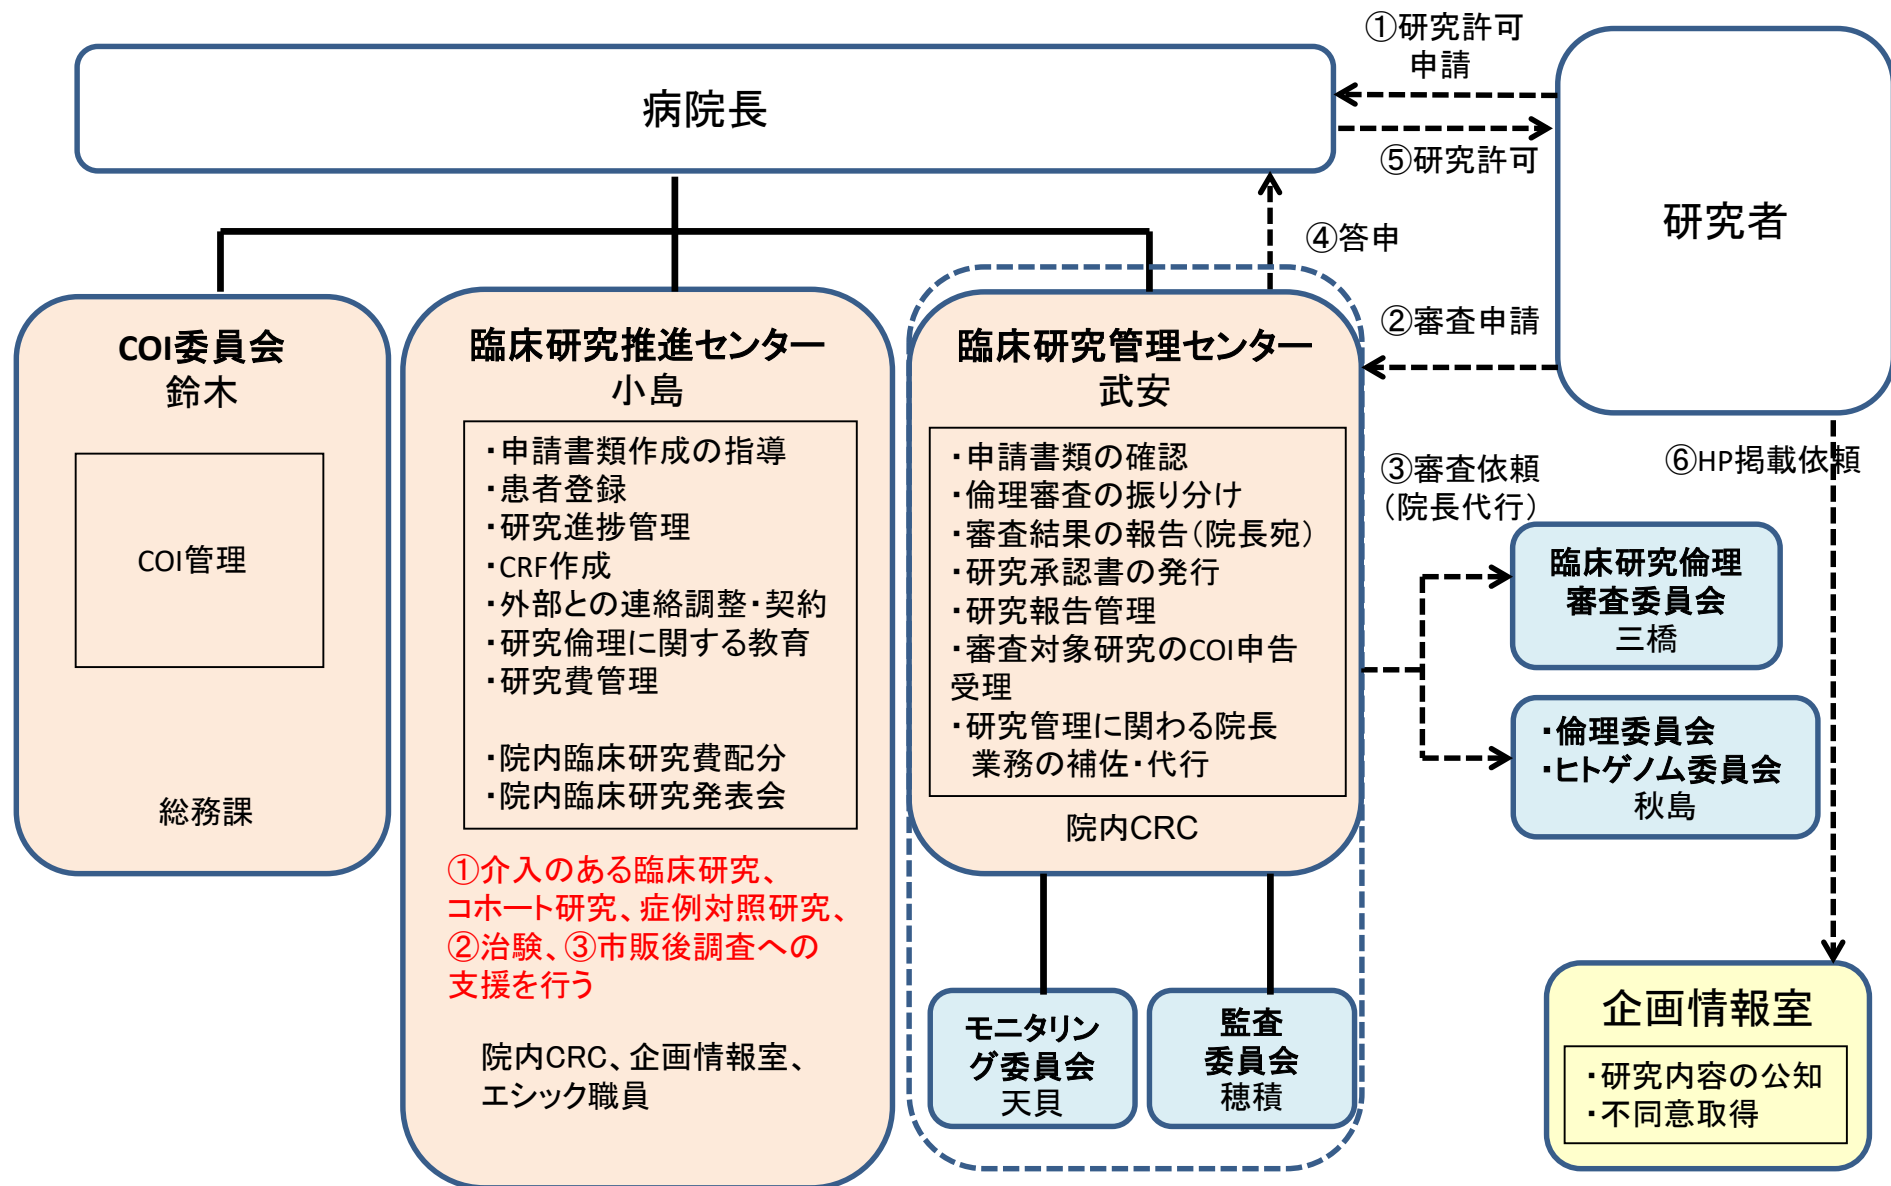 病院長
①研究許可
申請
⑤研究許可
研究者
④答申
②審査申請
COI委員会
鈴木
COI管理
総務課
臨床研究推進センター
小島
・申請書類作成の指導
・患者登録
・研究進捗管理
・CRF作成
・外部との連絡調整・契約
・研究倫理に関する教育
・研究費管理
・院内臨床研究費配分
・院内臨床研究発表会
①介入のある臨床研究、
コホート研究、症例対照研究、
②治験、③市販後調査への
支援を行う
院内CRC、企画情報室、
エシック職員
臨床研究管理センター
武安
・申請書類の確認
・倫理審査の振り分け
・審査結果の報告（院長宛）
・研究承認書の発行
・研究報告管理
・審査対象研究のCOI申告
受理
・研究管理に関わる院長
業務の補佐・代行
院内CRC
モニタリン
グ委員会
天貝
監査
委員会
穂積
③審査依頼
（院長代行）
⑥HP掲載依頼
臨床研究倫理
審査委員会
三橋
・倫理委員会
・ヒトゲノム委員会
秋島
企画情報室
・研究内容の公知
・不同意取得